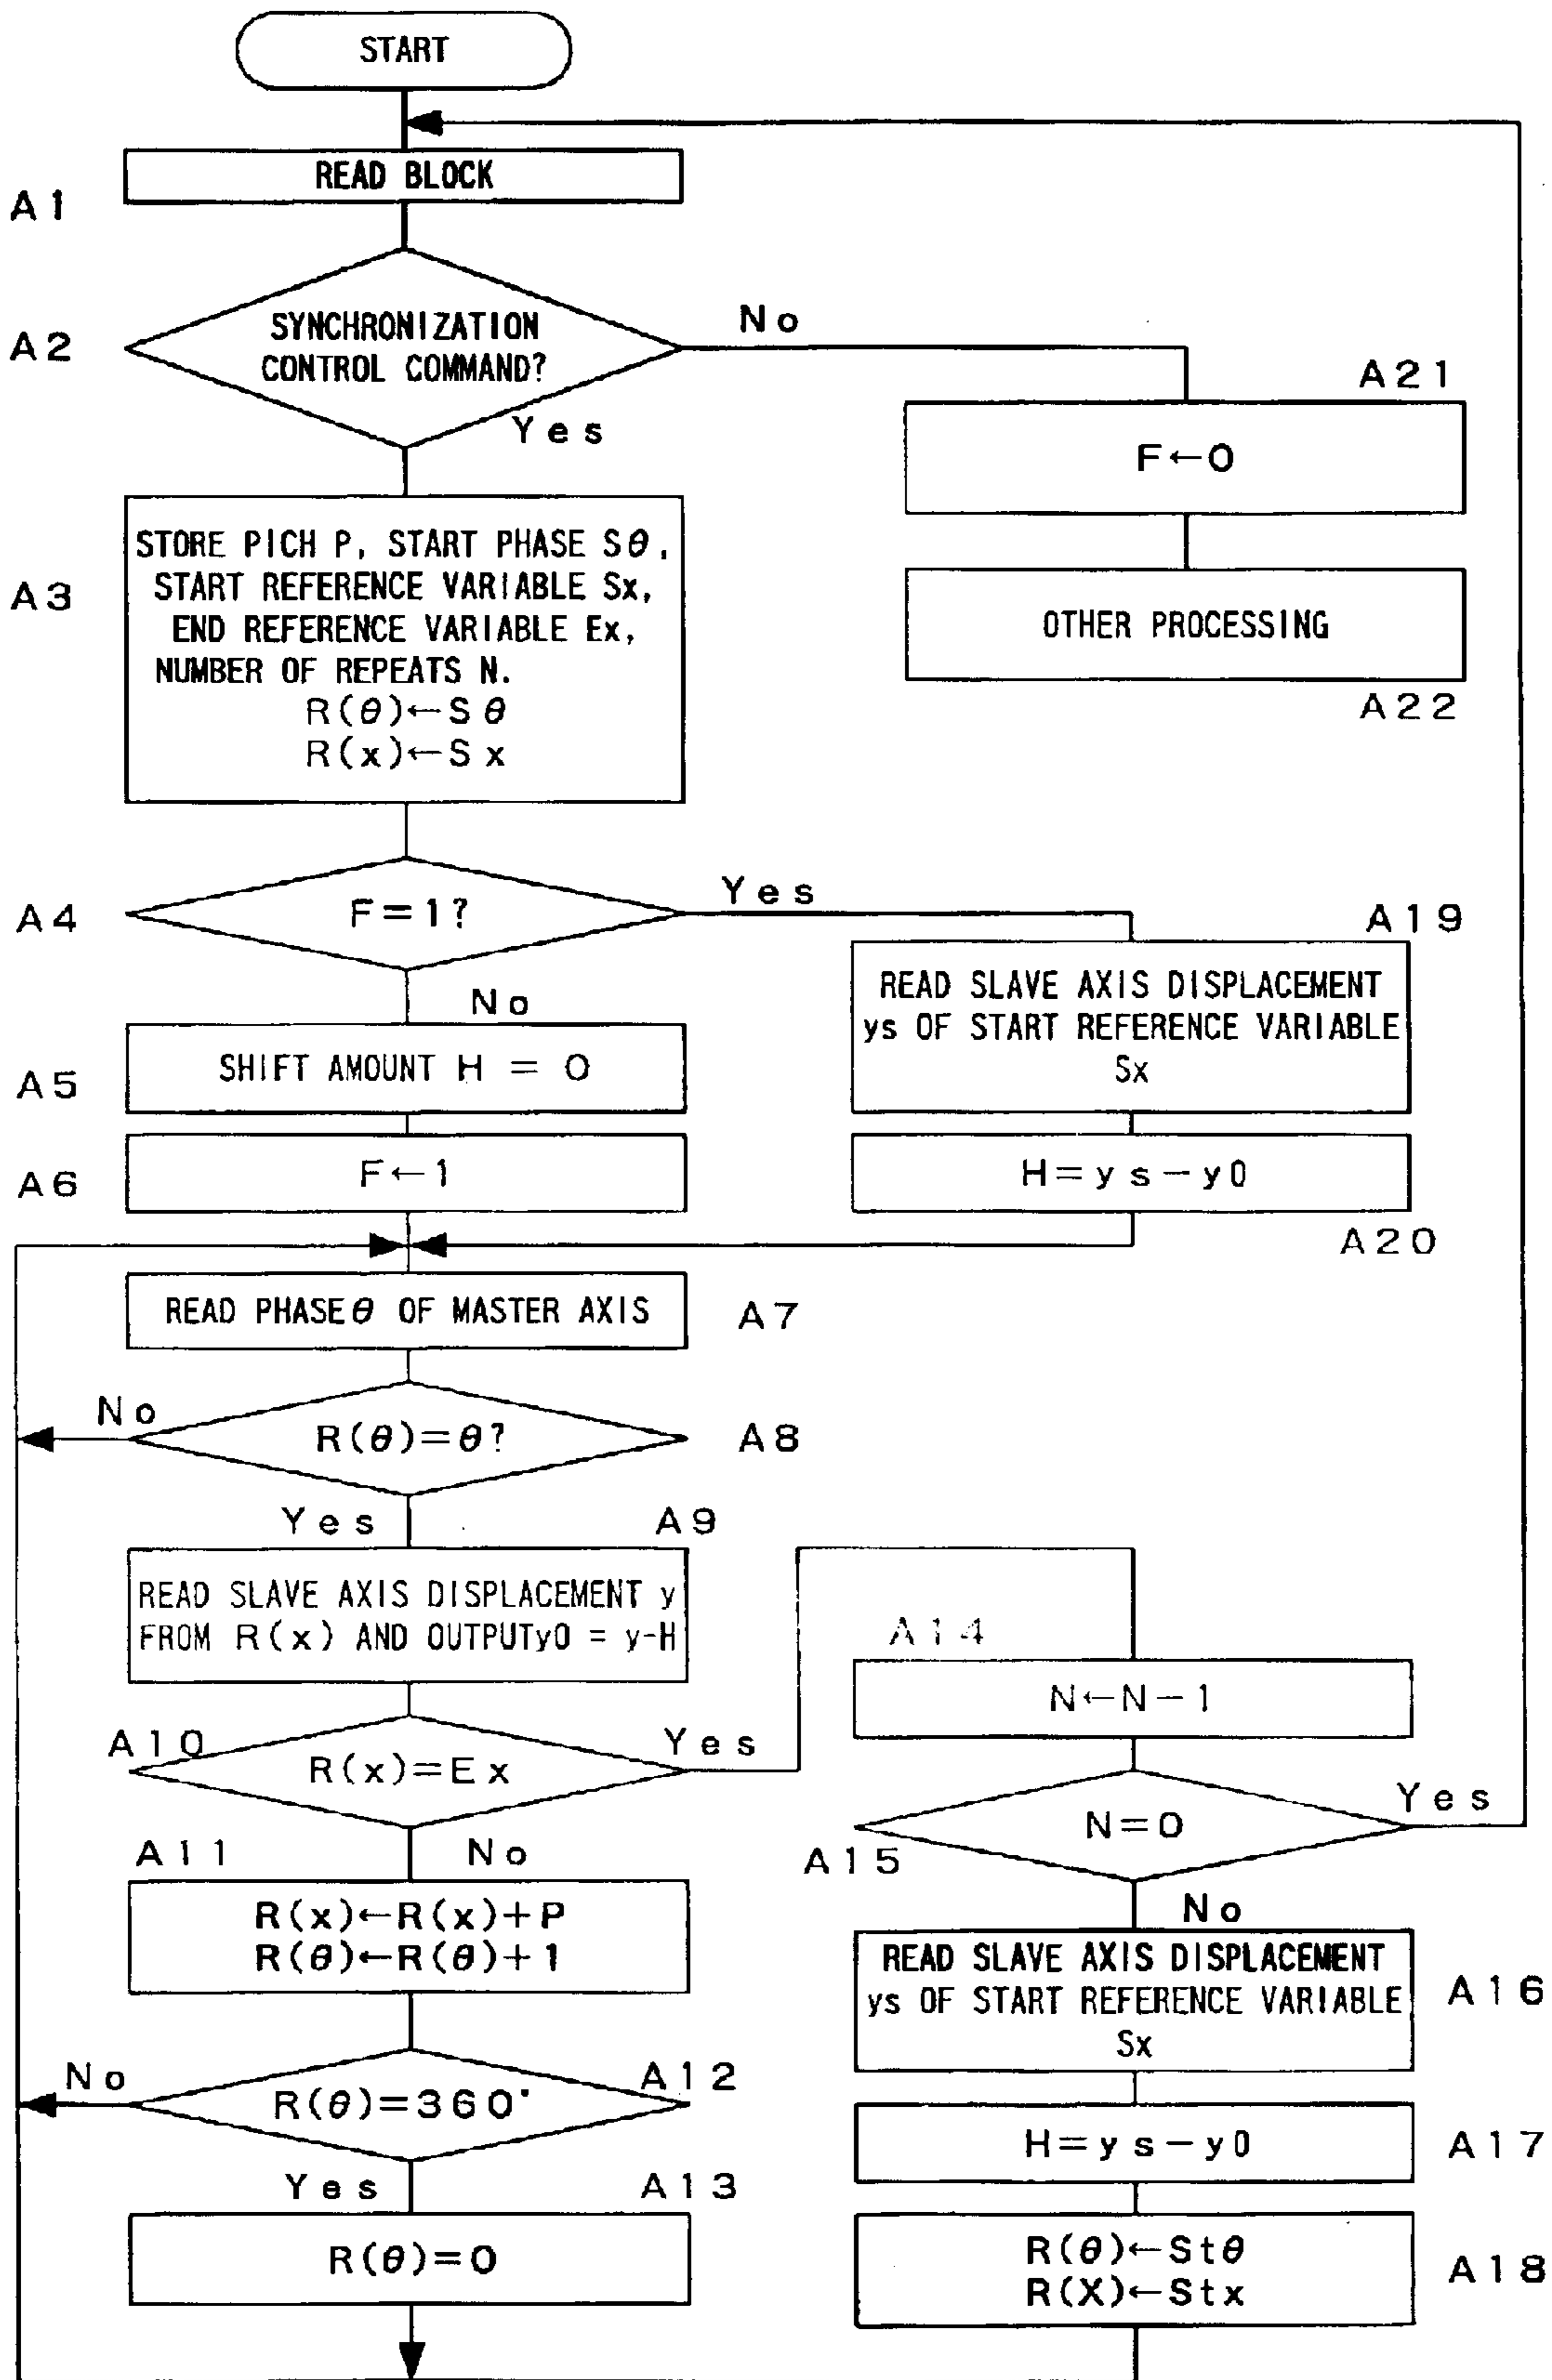 START
READ BLOCK
A1
SYNCHRONIZATION
CONTROL COMMAND?
A2
No
Yes
A21
F←0
OTHER PROCESSING
A22
STORE PICH P, START PHASE Sθ,
START REFERENCE VARIABLE Sx,
END REFERENCE VARIABLE Ex,
NUMBER OF REPEATS N.
R(θ)←Sθ
R(x)←Sx
A3
F=1?
A4
Yes
No
A19
READ SLAVE AXIS DISPLACEMENT
ys OF START REFERENCE VARIABLE
Sx
SHIFT AMOUNT H = 0
A5
F←1
A6
H=ys-y0
A20
READ PHASEθ OF MASTER AXIS
A7
No
R(θ)=θ?
A8
Yes
A9
READ SLAVE AXIS DISPLACEMENT y
FROM R(x) AND OUTPUTy0 = y-H
A14
N←N-1
A10
R(x)=Ex
Yes
N=0
Yes
A15
A11
No
R(x)←R(x)+P
R(θ)←R(θ)+1
No
READ SLAVE AXIS DISPLACEMENT
ys OF START REFERENCE VARIABLE
Sx
A16
No
R(θ)=360°
A12
H=ys-y0
A17
Yes
A13
R(θ)=0
R(θ)←Stθ
R(X)←Stx
A18